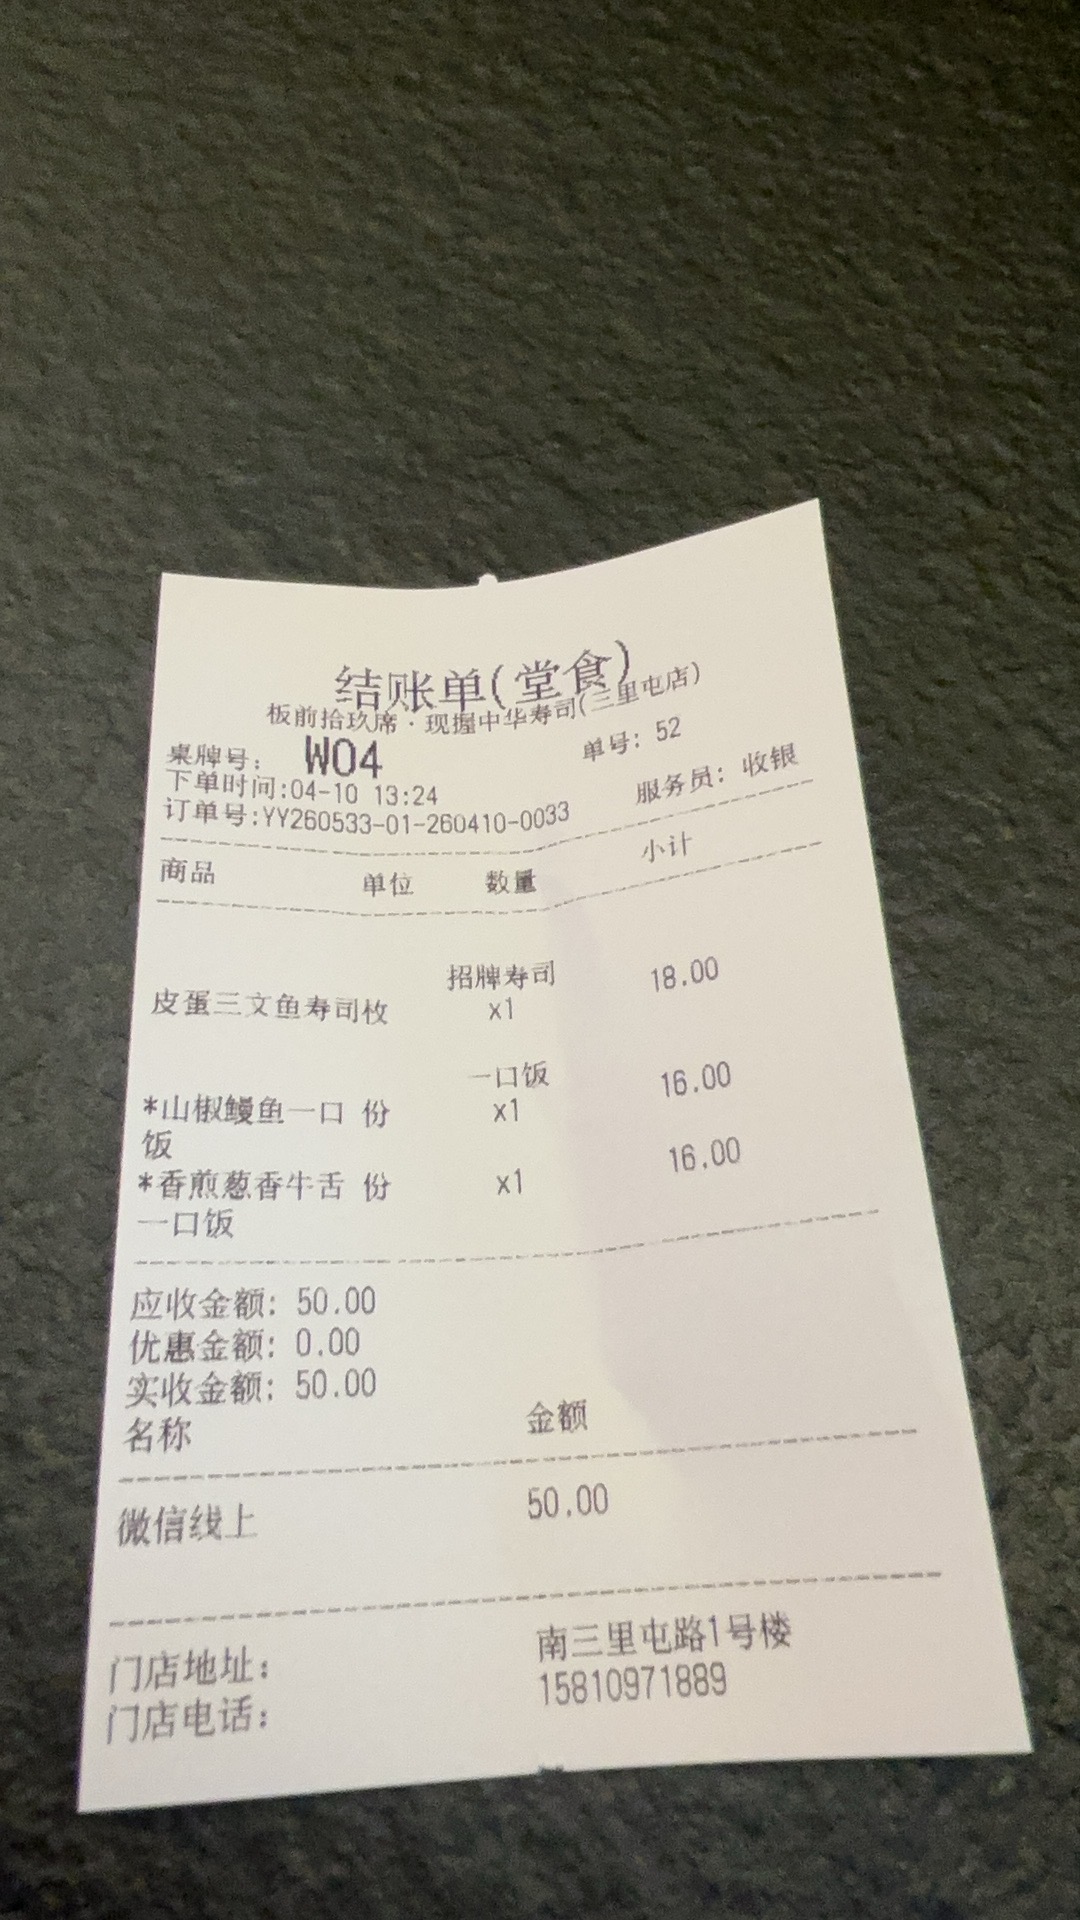 结账单(堂食)
板前拾玖席·现握中华寿司(三里屯店)
桌牌号: W04 单号: 52
下单时间:04-10 13:24 服务员: 收银
订单号:YY260533-01-260410-0033
商品 单位 数量 小计
招牌寿司
皮蛋三文鱼寿司枚 x1 18.00
一口饭
*山椒鳗鱼一口 份 x1 16.00
饭
*香煎葱香牛舌 份 x1 16.00
一口饭
应收金额: 50.00
优惠金额: 0.00
实收金额: 50.00
名称 金额
微信线上 50.00
门店地址: 南三里屯路1号楼
门店电话: 15810971889